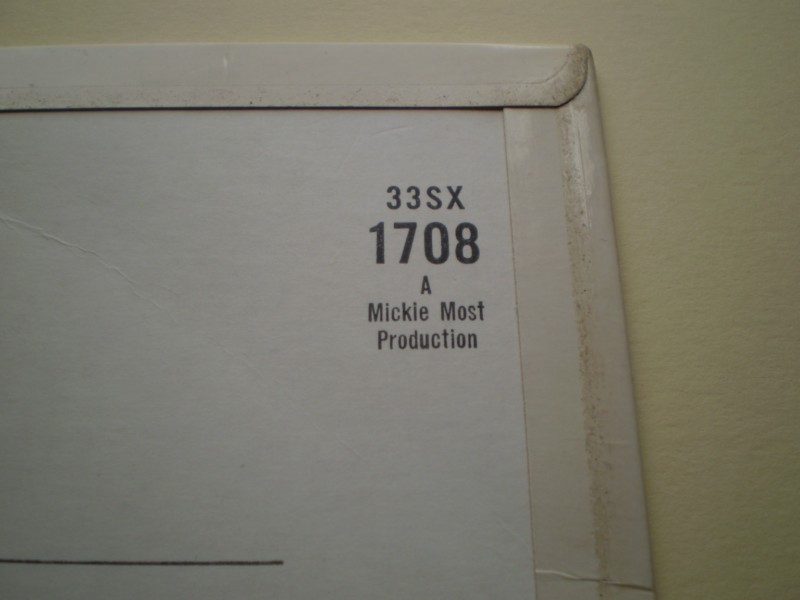 33SX
1708
A
Mickie Most
Production